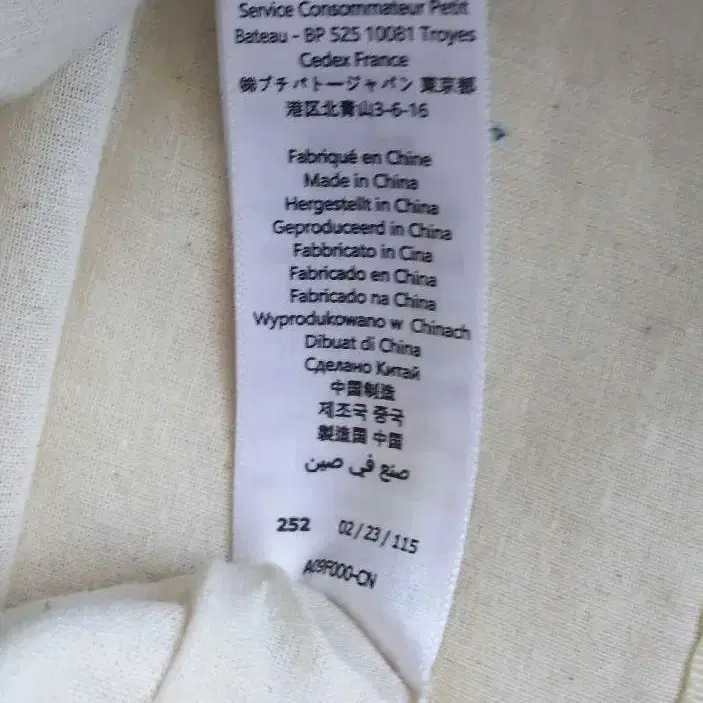 Service Consommateur Petit
Bateau - BP 525 10081 Troyes
Cedex France
㈱プチバトージャパン 東京都
港区北青山3-6-16
Fabriqué en Chine
Made in China
Hergestellt in China
Geproduceerd in China
Fabbricato in Cina
Fabricado en China
Fabricado na China
Wyprodukowano w Chinach
Dibuat di China
Сделано Китай
中国制造
제조국 중국
製造国 中国
صنع في صين
252 02/23/115
A09F000-CN